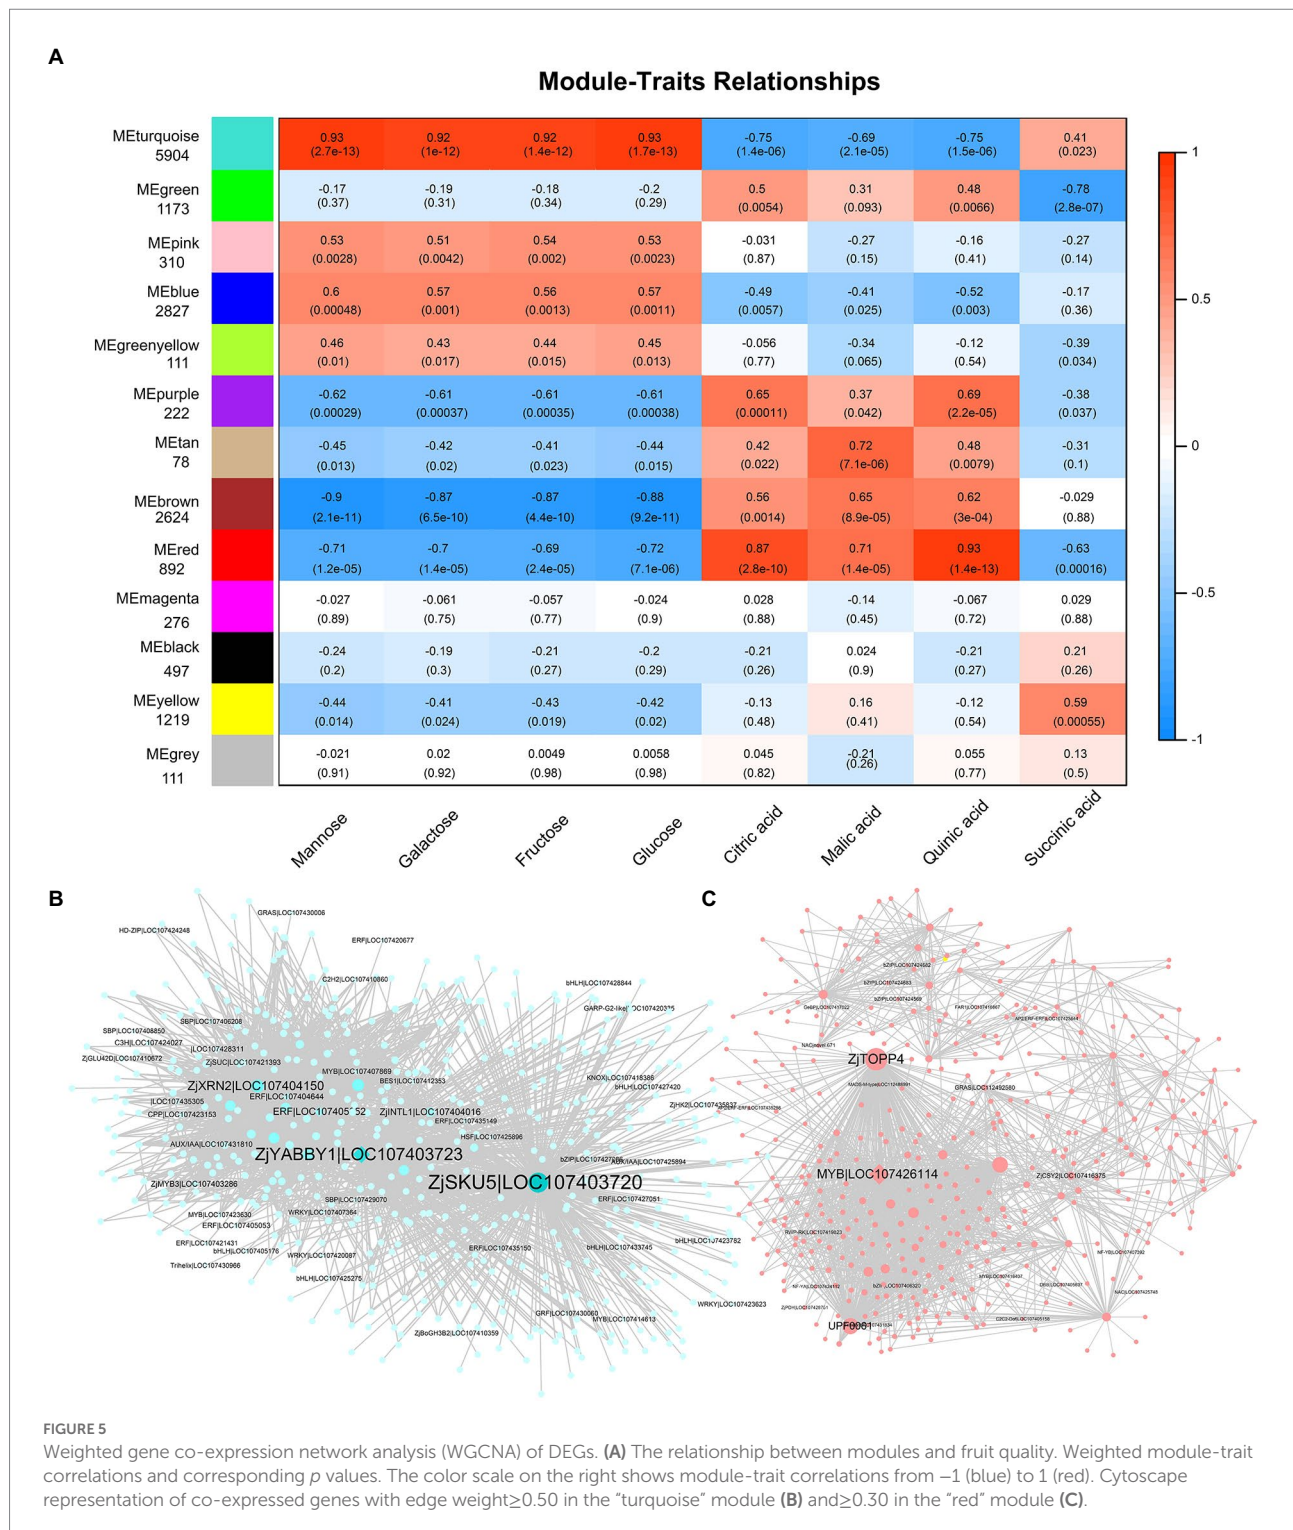 A
Module-Traits Relationships
MEturquoise 5904
0.93 0.92 0.92 0.93 -0.75 -0.69 -0.75 0.41
(2.7e-13) (1e-12) (1.4e-12) (1.7e-13) (1.4e-06) (2.1e-05) (1.5e-06) (0.023)
MEgreen 1173
-0.17 -0.19 -0.18 -0.2 0.5 0.31 0.48 -0.78
(0.37) (0.31) (0.34) (0.29) (0.0054) (0.093) (0.0066) (2.8e-07)
MEpink 310
0.53 0.51 0.54 0.53 -0.031 -0.27 -0.16 -0.27
(0.0028) (0.0042) (0.002) (0.0023) (0.87) (0.15) (0.41) (0.14)
MEblue 2827
0.6 0.57 0.56 0.57 -0.49 -0.41 -0.52 -0.17
(0.00048) (0.001) (0.0013) (0.0011) (0.0057) (0.025) (0.003) (0.36)
MEgreenyellow 111
0.46 0.43 0.44 0.45 -0.056 -0.34 -0.12 -0.39
(0.01) (0.017) (0.015) (0.013) (0.77) (0.065) (0.54) (0.034)
MEpurple 222
-0.62 -0.61 -0.61 -0.61 0.65 0.37 0.69 -0.38
(0.00029) (0.00037) (0.00035) (0.00038) (0.00011) (0.042) (2.2e-05) (0.037)
MEtan 78
-0.45 -0.42 -0.41 -0.44 0.42 0.72 0.48 -0.31
(0.013) (0.02) (0.023) (0.015) (0.022) (7.1e-06) (0.0079) (0.1)
MEbrown 2624
-0.9 -0.87 -0.87 -0.88 0.56 0.65 0.62 -0.029
(2.1e-11) (6.5e-10) (4.4e-10) (9.2e-11) (0.0014) (8.9e-05) (3e-04) (0.88)
MEred 892
-0.71 -0.7 -0.69 -0.72 0.87 0.71 0.93 -0.63
(1.2e-05) (1.4e-05) (2.4e-05) (7.1e-06) (2.8e-10) (1.4e-05) (1.4e-13) (0.00016)
MEmagenta 276
-0.027 -0.061 -0.057 -0.024 0.028 -0.14 -0.067 0.029
(0.89) (0.75) (0.77) (0.9) (0.88) (0.45) (0.72) (0.88)
MEblack 497
-0.24 -0.19 -0.21 -0.2 -0.21 0.024 -0.21 0.21
(0.2) (0.3) (0.27) (0.29) (0.26) (0.9) (0.27) (0.26)
MEyellow 1219
-0.44 -0.41 -0.43 -0.42 -0.13 0.16 -0.12 0.59
(0.014) (0.024) (0.019) (0.02) (0.48) (0.41) (0.54) (0.00055)
MEgrey 111
-0.021 0.02 0.0049 0.0058 0.045 -0.21 0.055 0.13
(0.91) (0.92) (0.98) (0.98) (0.82) (0.26) (0.77) (0.5)
1
0.5
0
-0.5
-1
Mannose Galactose Fructose Glucose Citric acid Malic acid Quinic acid Succinic acid
B
GRAS|LOC107430006
HD-ZIP|LOC107424248
ERF|LOC107420677
C2H2|LOC107410860
bHLH|LOC107428844
SBP|LOC107406208
SBP|LOC107408850
C3H|LOC107424027
|LOC107428311
ZjGLU42D|LOC107410672
ZjSUC|LOC107421393
MYB|LOC107407869
BES1|LOC107412353
KNOX|LOC107418386
bHLH|LOC107427420
ZjXRN2|LOC107404150
ERF|LOC107404644
|LOC107435305
ZjHK2|LOC107435837
CPP|LOC107423153
ZjINTL1|LOC107404016
ERF|LOC107435149
AUX/IAA|LOC107431810
HSF|LOC107425896
ZjYABBY1|LOC107403723
ZjSKU5|LOC107403720
ZjMYB3|LOC107403286
SBP|LOC107429070
ERF|LOC107427051
MYB|LOC107423630
WRKY|LOC107407364
ERF|LOC107405053
ERF|LOC107421431
bHLH|LOC107405176
WRKY|LOC107420087
ERF|LOC107435150
bHLH|LOC107433745
bHLH|LOC107423782
Trihelix|LOC107430966
bHLH|LOC107425275
WRKY|LOC107423623
GRF|LOC107430060
MYB|LOC107414613
ZjBoGH3B2|LOC107410359
C
bZIP|LOC107424682
bZIP|LOC107424683
bZIP|LOC107424569
ZjTOPP4
GRAS|LOC112492580
MYB|LOC107426114
ZjCSY2|LOC107416375
NAC|LOC107425748
UPF0061
FIGURE 5
Weighted gene co-expression network analysis (WGCNA) of DEGs. (A) The relationship between modules and fruit quality. Weighted module-trait
correlations and corresponding p values. The color scale on the right shows module-trait correlations from −1 (blue) to 1 (red). Cytoscape
representation of co-expressed genes with edge weight≥0.50 in the “turquoise” module (B) and≥0.30 in the “red” module (C).